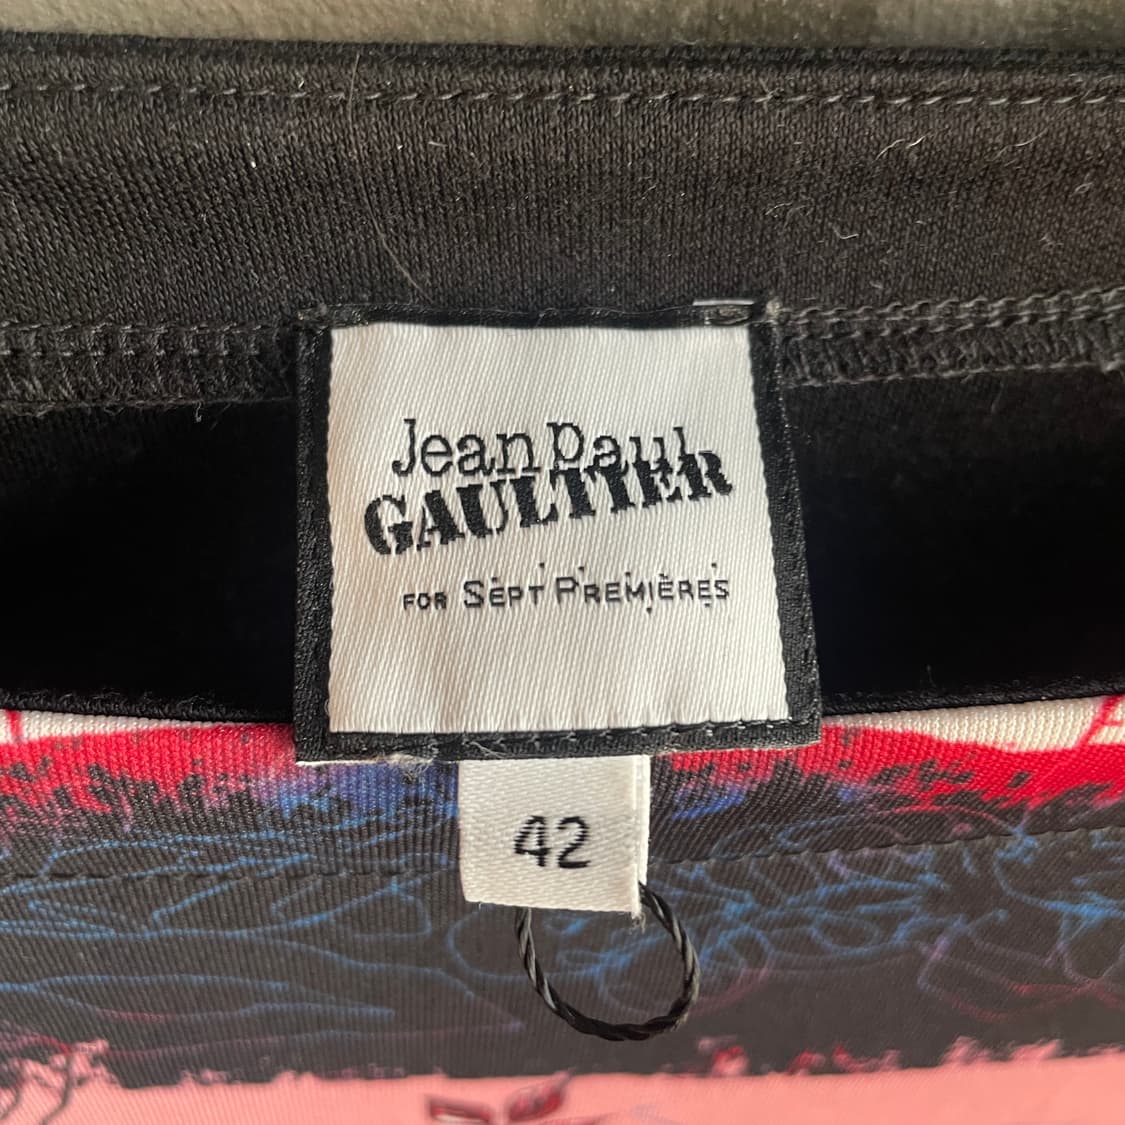 Jean Paul
GAULTIER
FOR SEPT PREMIÈRES
42